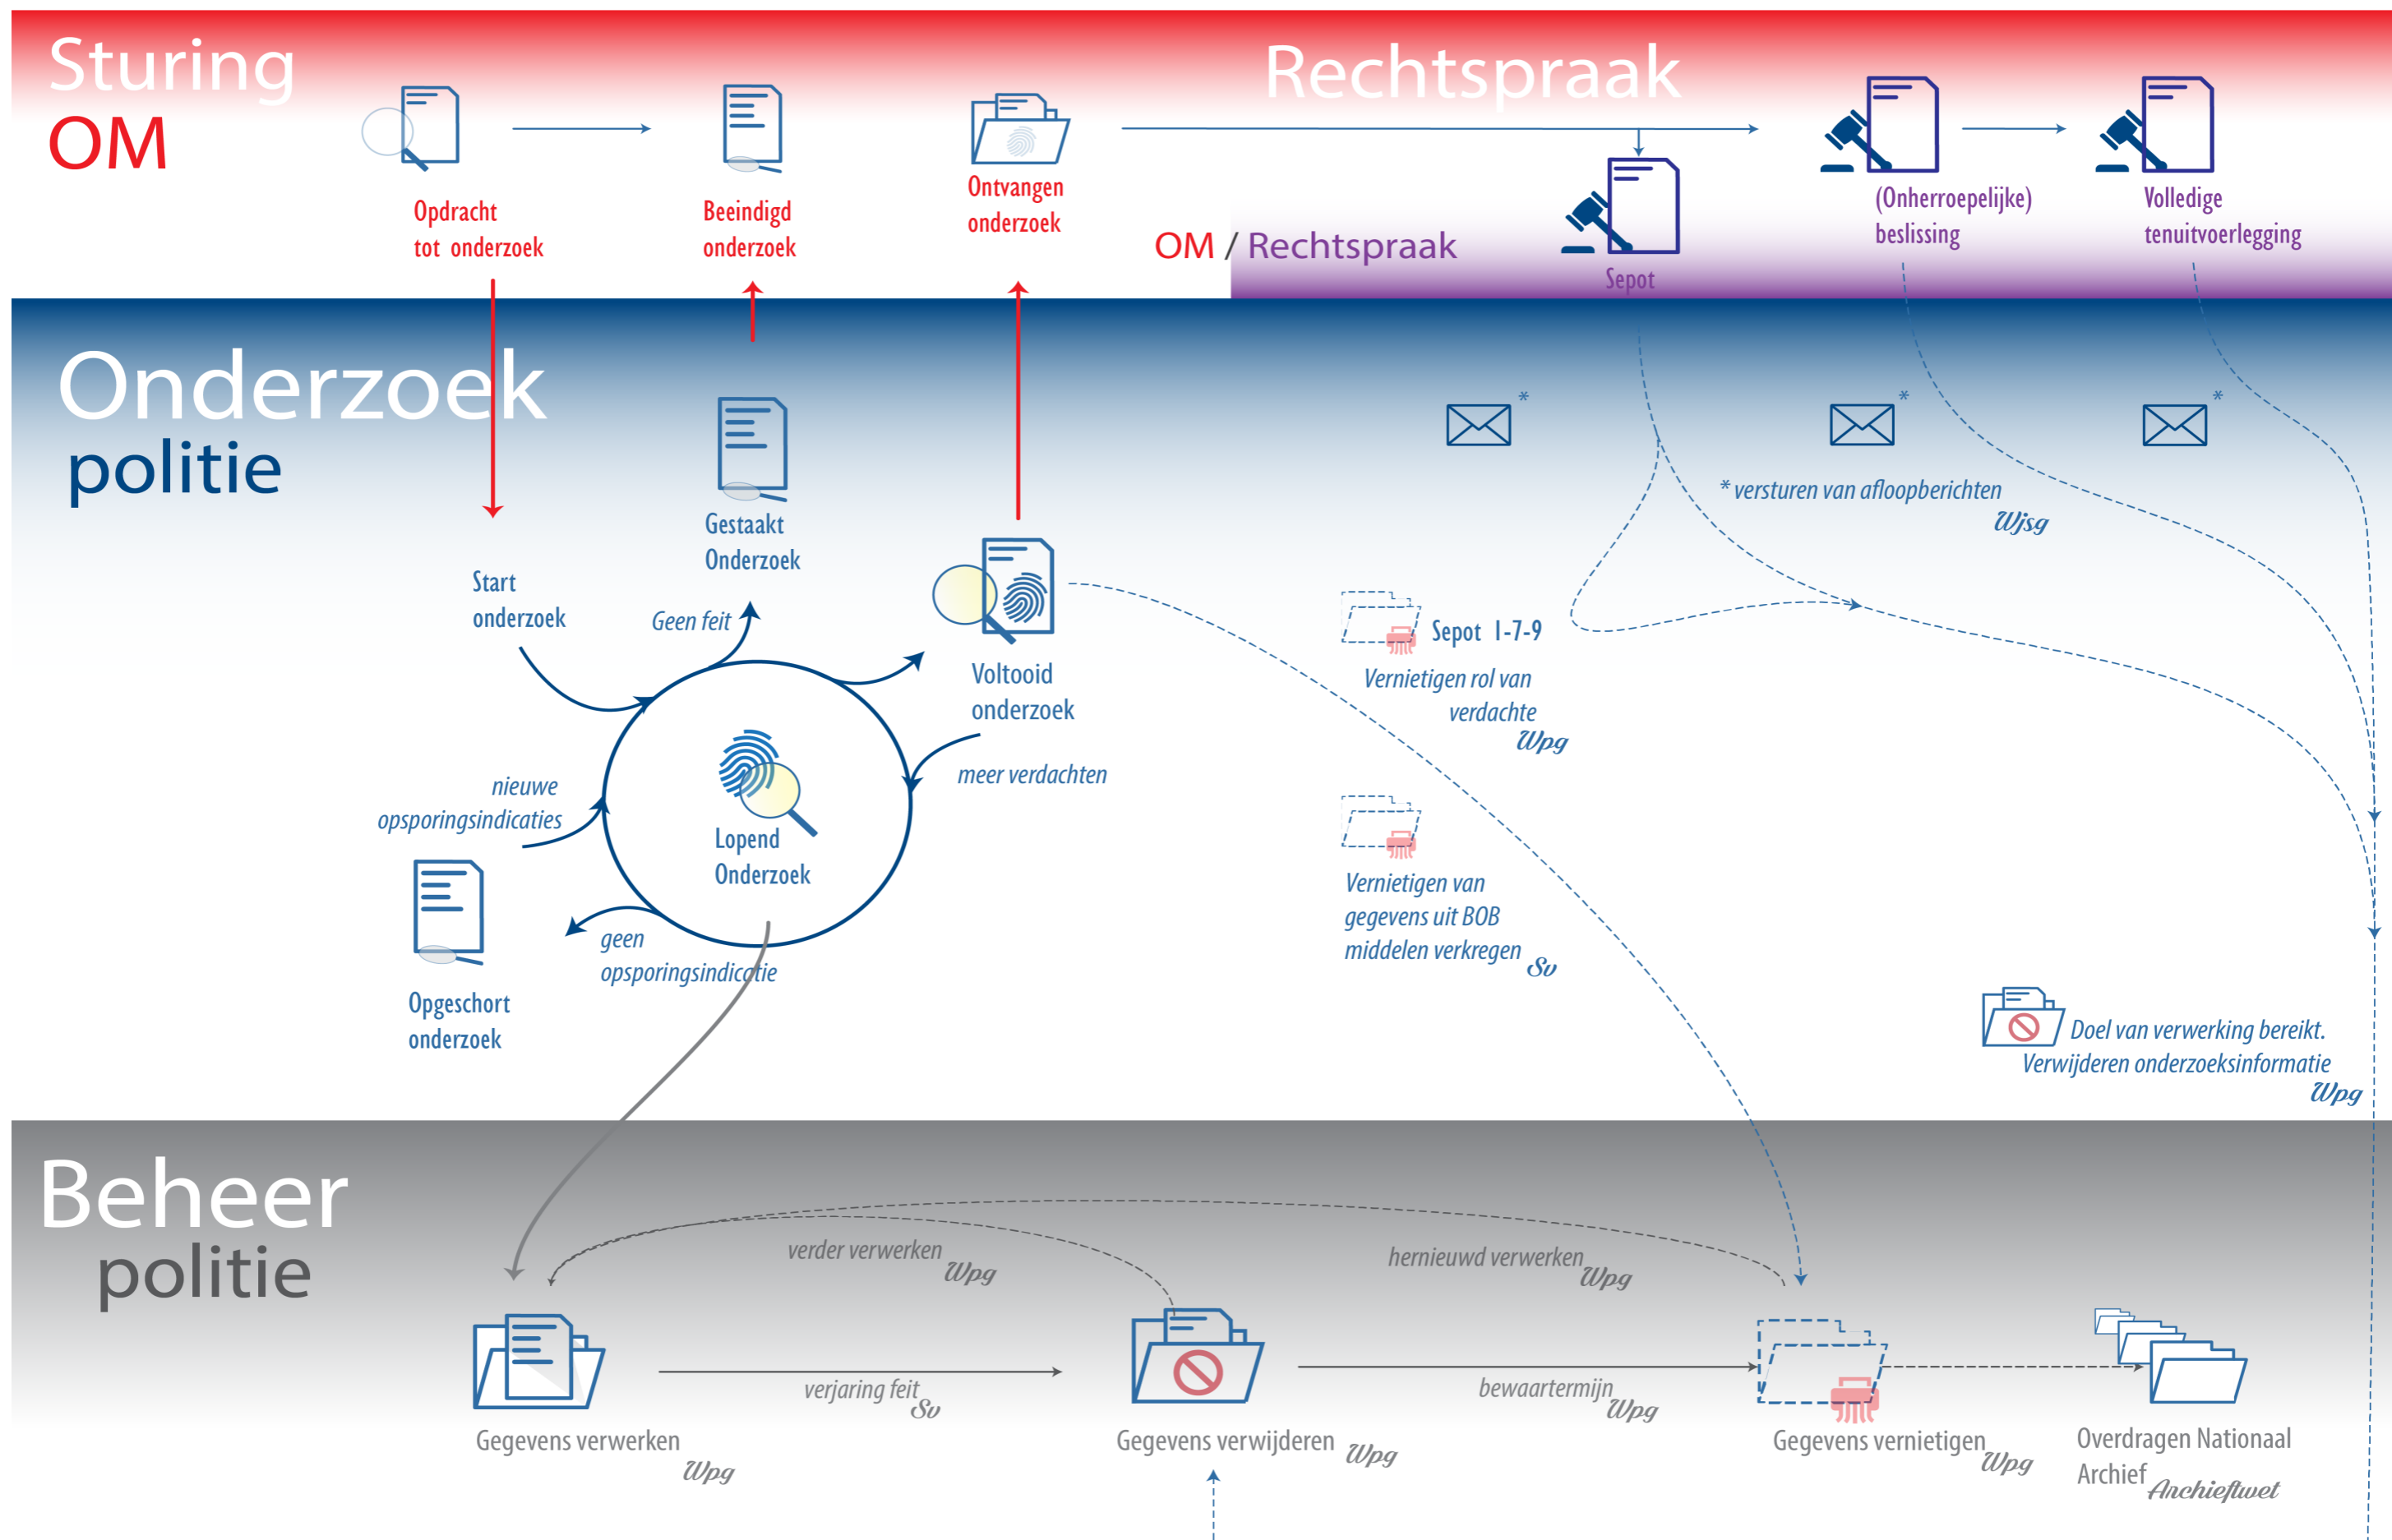 Sturing
OM
Rechtspraak
Opdracht
tot onderzoek
Beeindigd
onderzoek
Ontvangen
onderzoek
OM / Rechtspraak
Sepot
(Onherroepelijke)
beslissing
Volledige
tenuitvoerlegging
Onderzoek
politie
Gestaakt
Onderzoek
Start
onderzoek
Geen feit
Voltooid
onderzoek
meer verdachten
nieuwe
opsporingsindicaties
Lopend
Onderzoek
geen
opsporingsindicatie
Opgeschort
onderzoek
*
*
*
* versturen van afloopberichten
Wjsg
Sepot 1-7-9
Vernietigen rol van
verdachte
Wpg
Vernietigen van
gegevens uit BOB
middelen verkregen
Sv
Doel van verwerking bereikt.
Verwijderen onderzoeksinformatie
Wpg
Beheer
politie
verder verwerken
Wpg
hernieuwd verwerken
Wpg
verjaring feit
Sv
bewaartermijn
Wpg
Gegevens verwerken
Wpg
Gegevens verwijderen Wpg
Gegevens vernietigen
Wpg
Overdragen Nationaal
Archief Archiefwet